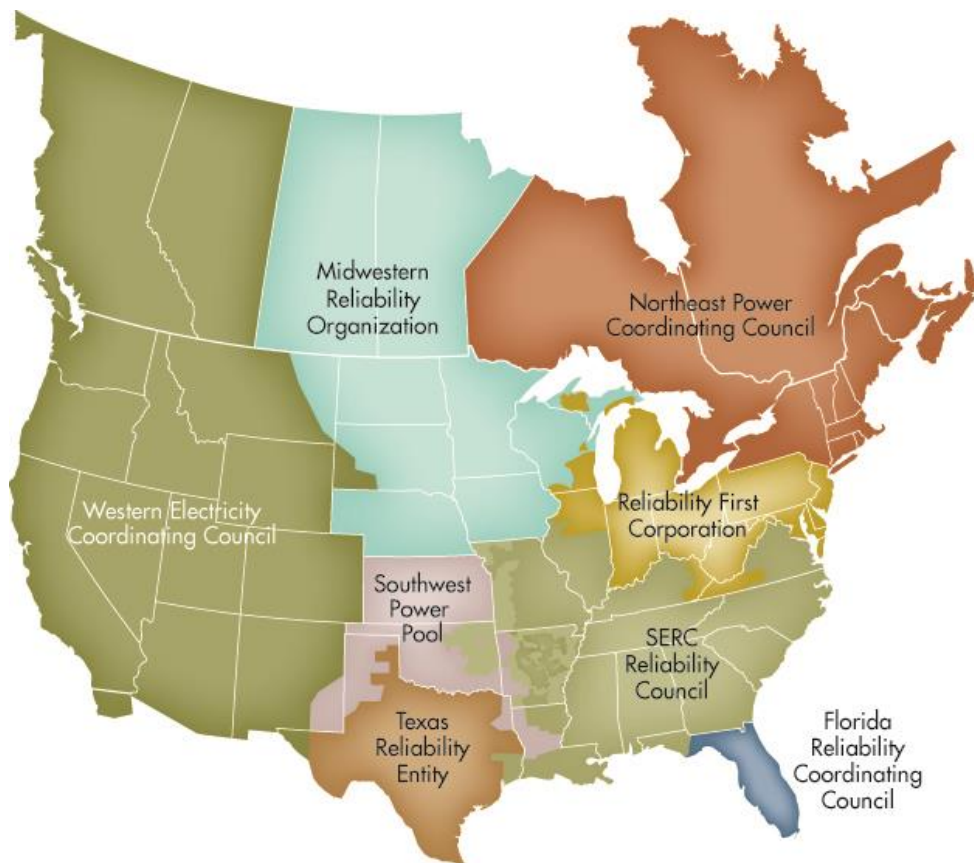 Midwestern
Reliability
Organization
Northeast Power
Coordinating Council
Western Electricity
Coordinating Council
Reliability First
Corporation
Southwest
Power
Pool
SERC
Reliability
Council
Texas
Reliability
Entity
Florida
Reliability
Coordinating
Council